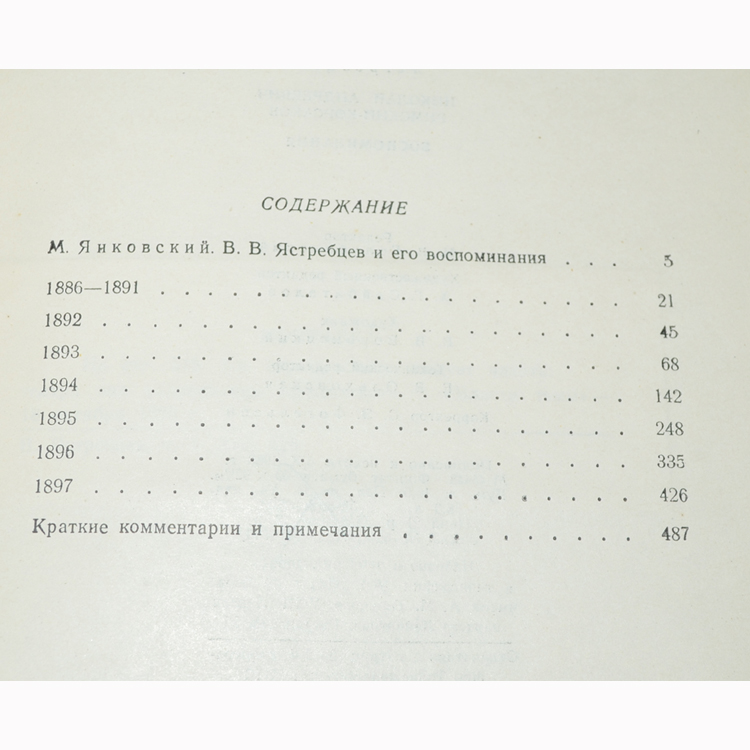 СОДЕРЖАНИЕ
М. Янковский. В. В. Ястребцев и его воспоминания . . . 3
1886—1891 . . . . . . . . . . . . . . . . . 21
1892 . . . . . . . . . . . . . . . . . . . 45
1893 . . . . . . . . . . . . . . . . . . . 68
1894 . . . . . . . . . . . . . . . . . . . 142
1895 . . . . . . . . . . . . . . . . . . . 248
1896 . . . . . . . . . . . . . . . . . . . 335
1897 . . . . . . . . . . . . . . . . . . . 426
Краткие комментарии и примечания . . . . . . . . . . 487